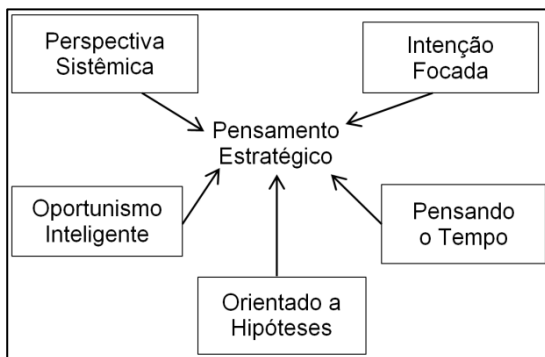 Perspectiva
Sistêmica
Intenção
Focada
Pensamento
Estratégico
Oportunismo
Inteligente
Pensando
o Tempo
Orientado a
Hipóteses